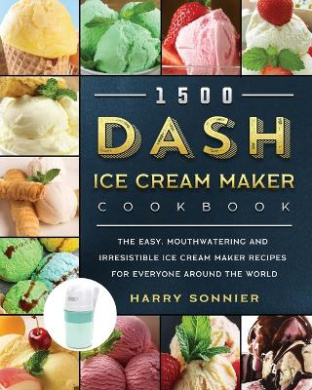 1500
DASH
ICE CREAM MAKER
COOKBOOK
THE EASY, MOUTHWATERING AND
IRRESISTIBLE ICE CREAM MAKER RECIPES
FOR EVERYONE AROUND THE WORLD
HARRY SONNIER